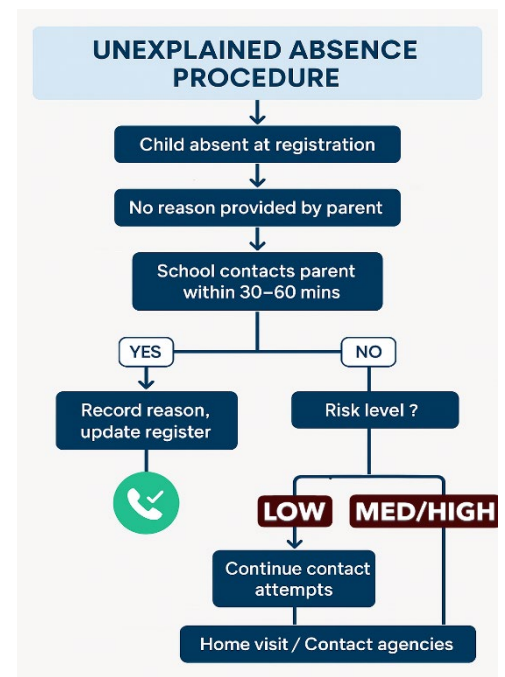 UNEXPLAINED ABSENCE
PROCEDURE
Child absent at registration
No reason provided by parent
School contacts parent
within 30–60 mins
YES
NO
Record reason,
update register
Risk level ?
LOW
MED/HIGH
Continue contact
attempts
Home visit / Contact agencies